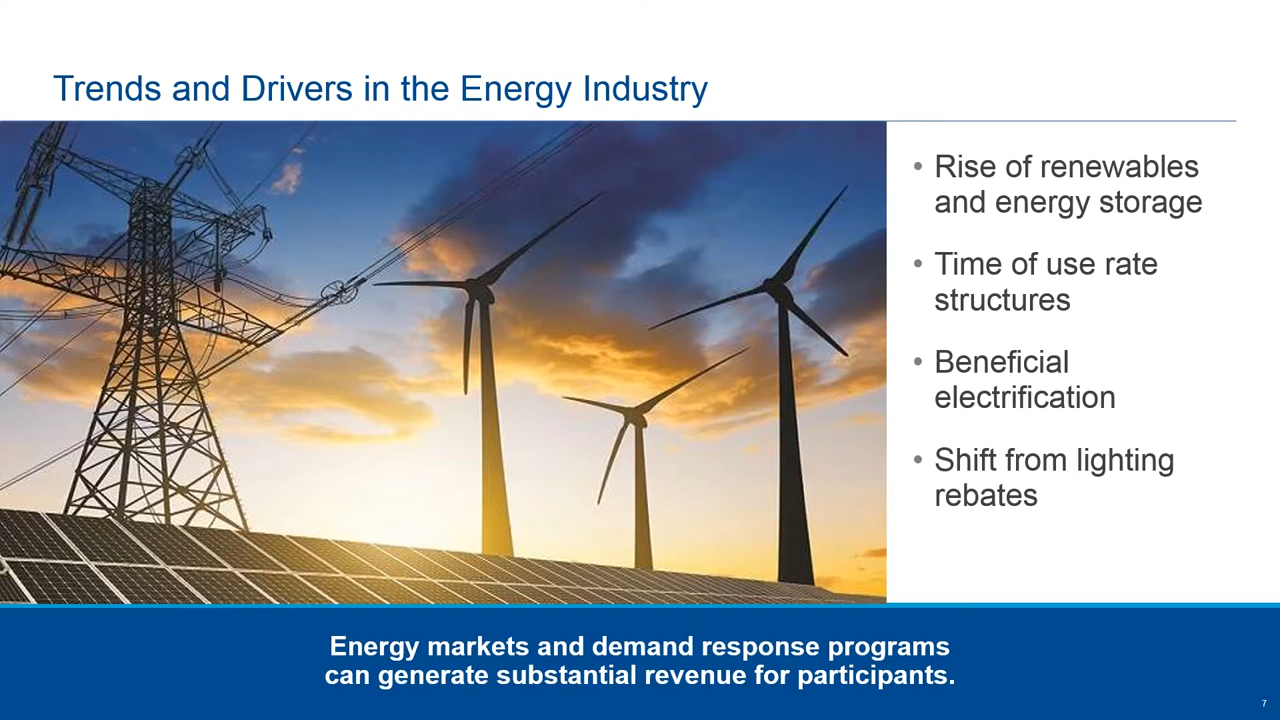 Trends and Drivers in the Energy Industry
• Rise of renewables
and energy storage
• Time of use rate
structures
• Beneficial
electrification
• Shift from lighting
rebates
Energy markets and demand response programs
can generate substantial revenue for participants.
7